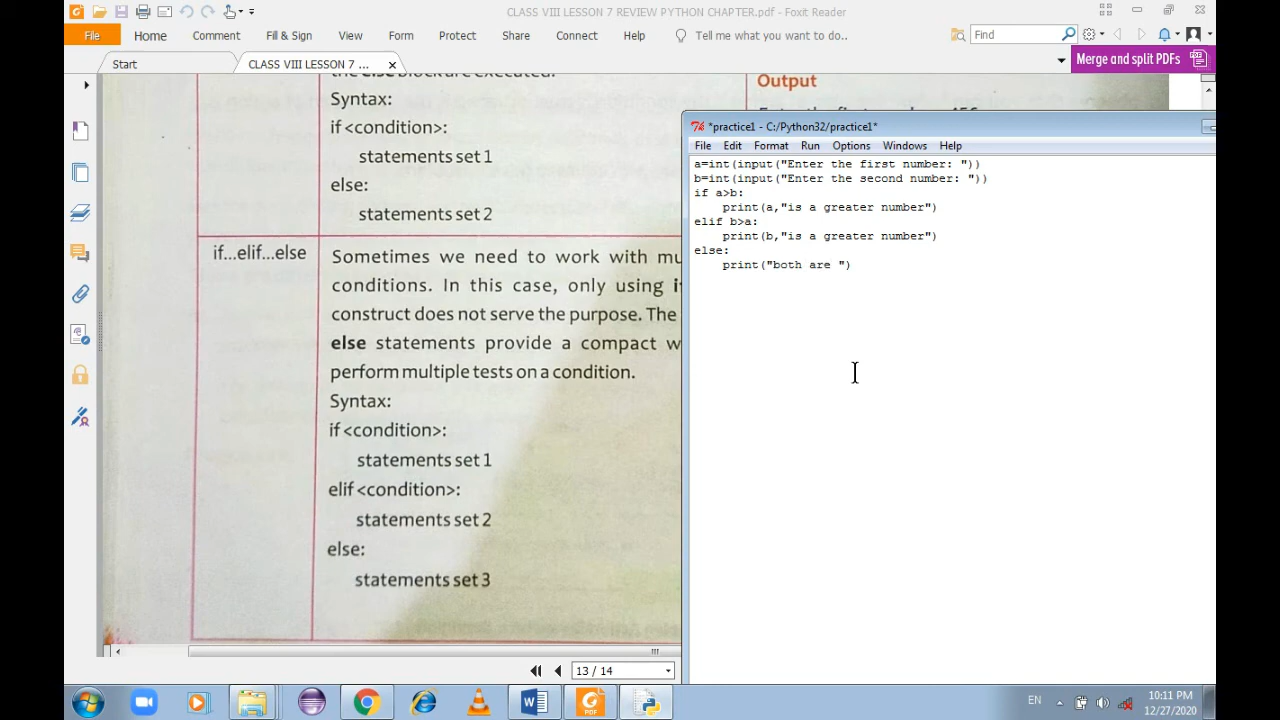 CLASS VIII LESSON 7 REVIEW PYTHON CHAPTER.pdf - Foxit Reader
File Home Comment Fill & Sign View Form Protect Share Connect Help Tell me what you want to do.. Find
Start CLASS VIII LESSON 7 ... Merge and split PDFs
Syntax:
if <condition>:
statements set 1
else:
statements set 2
if...elif...else
Sometimes we need to work with mu
conditions. In this case, only using i
construct does not serve the purpose. The
else statements provide a compact w
perform multiple tests on a condition.
Syntax:
if <condition>:
statements set 1
elif <condition>:
statements set 2
else:
statements set 3
Output
*practice1 - C:/Python32/practice1*
File Edit Format Run Options Windows Help
a=int(input("Enter the first number: "))
b=int(input("Enter the second number: "))
if a>b:
    print(a,"is a greater number")
elif b>a:
    print(b,"is a greater number")
else:
    print("both are ")
13 / 14
EN 10:11 PM
12/27/2020